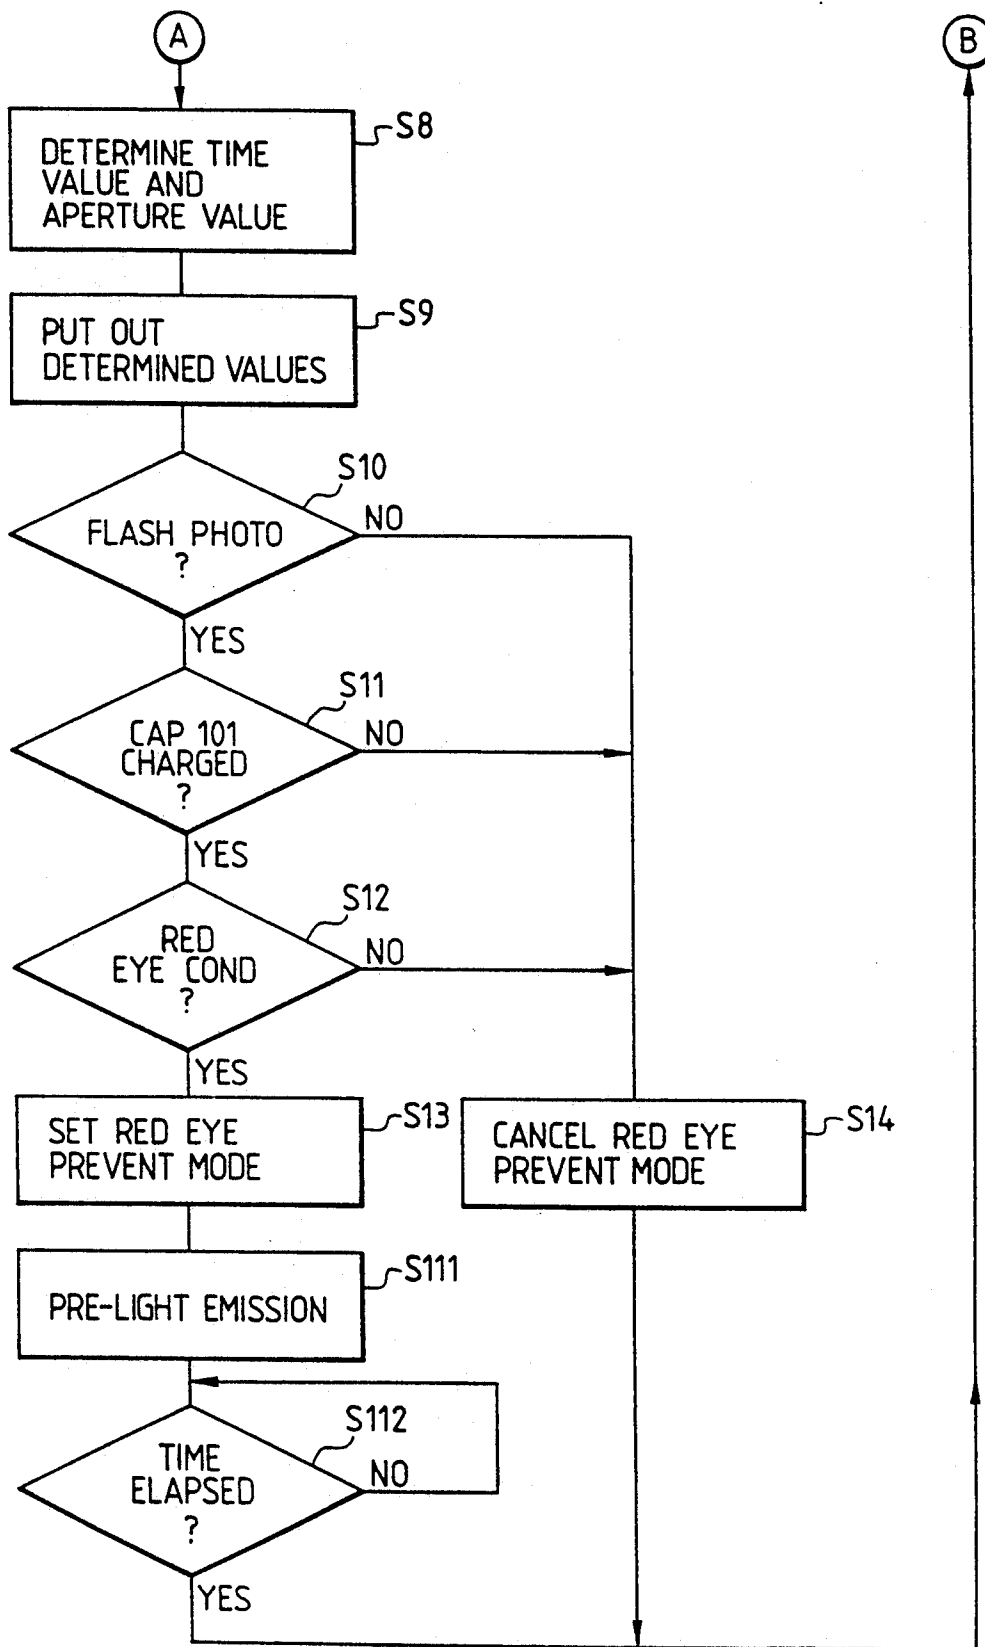 A
B
S8
DETERMINE TIME
VALUE AND
APERTURE VALUE
S9
PUT OUT
DETERMINED VALUES
S10
FLASH PHOTO
?
NO
YES
S11
CAP 101
CHARGED
?
NO
YES
S12
RED
EYE COND
?
NO
YES
S13
SET RED EYE
PREVENT MODE
S14
CANCEL RED EYE
PREVENT MODE
S111
PRE-LIGHT EMISSION
S112
TIME
ELAPSED
?
NO
YES